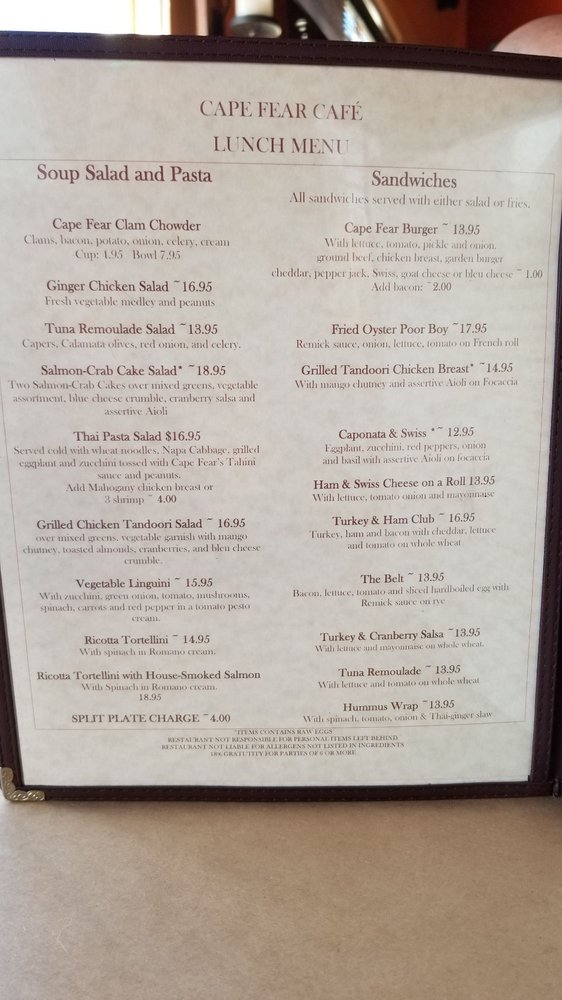 CAPE FEAR CAFÉ
LUNCH MENU
Soup Salad and Pasta
Cape Fear Clam Chowder
Clams, bacon, potato, onion, celery, cream
Cup: 4.95 Bowl 7.95
Ginger Chicken Salad ~16.95
Fresh vegetable medley and peanuts
Tuna Remoulade Salad ~13.95
Capers, Calamata olives, red onion, and celery.
Salmon-Crab Cake Salad* ~18.95
Two Salmon-Crab Cakes over mixed greens, vegetable
assortment, blue cheese crumble, cranberry salsa and
assertive Aioli
Thai Pasta Salad $16.95
Served cold with wheat noodles, Napa Cabbage, grilled
eggplant and zucchini tossed with Cape Fear's Tahini
sauce and peanuts.
Add Mahogany chicken breast or
3 shrimp ~ 4.00
Grilled Chicken Tandoori Salad ~ 16.95
over mixed greens, vegetable garnish with mango
chutney, toasted almonds, cranberries, and bleu cheese
crumble.
Vegetable Linguini ~ 15.95
With zucchini, green onion, tomato, mushrooms,
spinach, carrots and red pepper in a tomato pesto
cream.
Ricotta Tortellini ~ 14.95
With spinach in Romano cream.
Ricotta Tortellini with House-Smoked Salmon
With Spinach in Romano cream.
18.95
SPLIT PLATE CHARGE ~4.00
Sandwiches
All sandwiches served with either salad or fries.
Cape Fear Burger ~ 13.95
With lettuce, tomato, pickle and onion.
ground beef, chicken breast, garden burger
cheddar, pepper jack, Swiss, goat cheese or bleu cheese ~ 1.00
Add bacon: ~2.00
Fried Oyster Poor Boy ~17.95
Remick sauce, onion, lettuce, tomato on French roll
Grilled Tandoori Chicken Breast* ~14.95
With mango chutney and assertive Aioli on Focaccia
Caponata & Swiss *~ 12.95
Eggplant, zucchini, red peppers, onion
and basil with assertive Aioli on focaccia
Ham & Swiss Cheese on a Roll 13.95
With lettuce, tomato onion and mayonnaise
Turkey & Ham Club ~ 16.95
Turkey, ham and bacon with cheddar, lettuce
and tomato on whole wheat
The Belt ~ 13.95
Bacon, lettuce, tomato and sliced hardboiled egg with
Remick sauce on rye
Turkey & Cranberry Salsa ~13.95
With lettuce and mayonnaise on whole wheat.
Tuna Remoulade ~ 13.95
With lettuce and tomato on whole wheat
Hummus Wrap ~13.95
With spinach, tomato, onion & Thai-ginger slaw
*ITEMS CONTAINS RAW EGGS
RESTAURANT NOT RESPONSIBLE FOR PERSONAL ITEMS LEFT BEHIND
RESTAURANT NOT LIABLE FOR ALLERGENS NOT LISTED IN INGREDIENTS
18% GRATUTITY FOR PARTIES OF 6 OR MORE